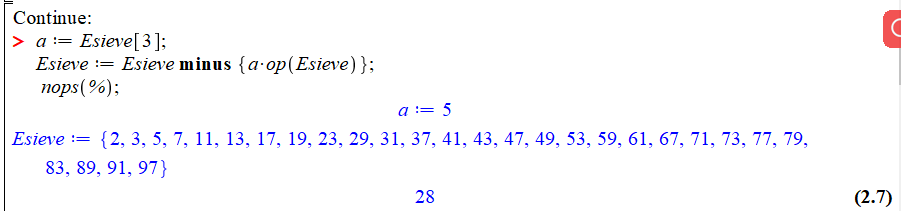 Continue:
> a := Esieve[3];
Esieve := Esieve minus {a·op(Esieve)};
nops(%);
a := 5
Esieve := {2, 3, 5, 7, 11, 13, 17, 19, 23, 29, 31, 37, 41, 43, 47, 49, 53, 59, 61, 67, 71, 73, 77, 79,
83, 89, 91, 97}
28 (2.7)